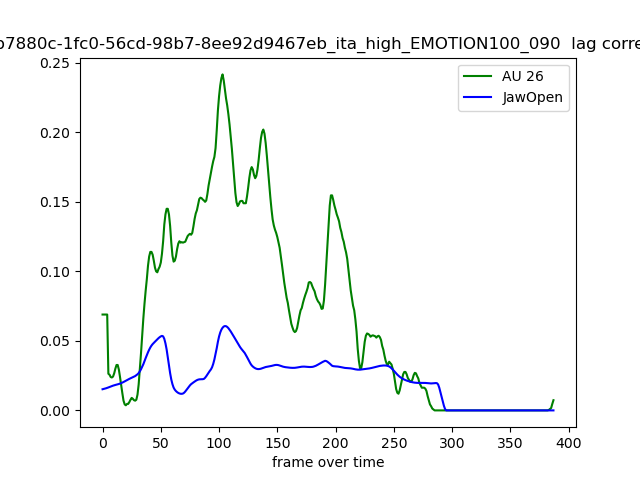 b7880c-1fc0-56cd-98b7-8ee92d9467eb_ita_high_EMOTION100_090 lag corre
AU 26
JawOpen
0.25
0.20
0.15
0.10
0.05
0.00
0 50 100 150 200 250 300 350 400
frame over time